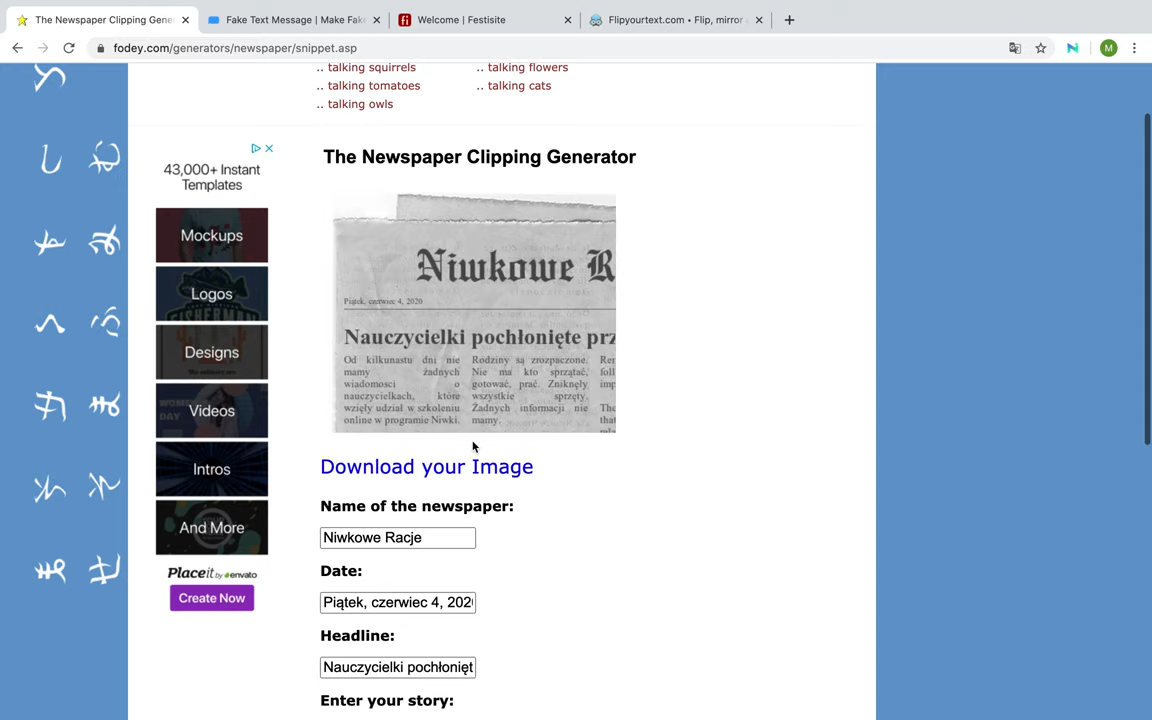 The Newspaper Clipping Gener
Fake Text Message | Make Fak
Welcome | Festisite
Flipyourtext.com • Flip, mirror
fodey.com/generators/newspaper/snippet.asp
M
.. talking squirrels
.. talking flowers
.. talking tomatoes
.. talking cats
.. talking owls
43,000+ Instant
Templates
Mockups
Logos
Designs
Videos
Intros
And More
Placeit by envato
Create Now
The Newspaper Clipping Generator
Niwkowe R
Piątek, czerwiec 4, 2020
Nauczycielki pochłonięte prz
Od kilkunastu dni nie
mamy żadnych
wiadomosci o
nauczycielkach, które
wzięły udział w szkoleniu
online w programie Niwki.
Rodziny są zrozpaczone.
Nie ma kto sprzątać,
gotować, prać. Zniknęły
wszystkie sprzęty.
Żadnych informacji nie
mamy.
Download your Image
Name of the newspaper:
Niwkowe Racje
Date:
Piątek, czerwiec 4, 202
Headline:
Nauczycielki pochłonięt
Enter your story: